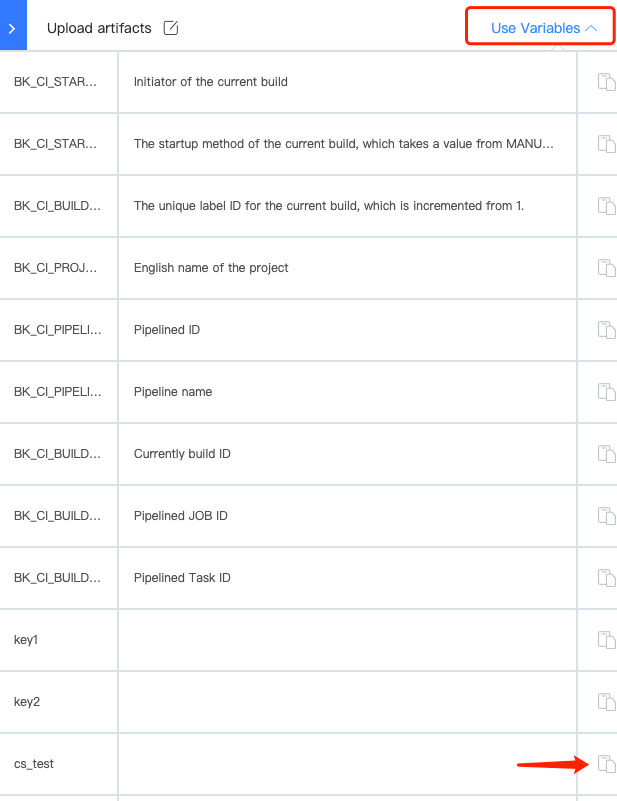 Upload artifacts
Use Variables
BK_CI_STAR... Initiator of the current build
BK_CI_STAR... The startup method of the current build, which takes a value from MANU...
BK_CI_BUILD... The unique label ID for the current build, which is incremented from 1.
BK_CI_PROJ... English name of the project
BK_CI_PIPELI... Pipelined ID
BK_CI_PIPELI... Pipeline name
BK_CI_BUILD... Currently build ID
BK_CI_BUILD... Pipelined JOB ID
BK_CI_BUILD... Pipelined Task ID
key1
key2
cs_test